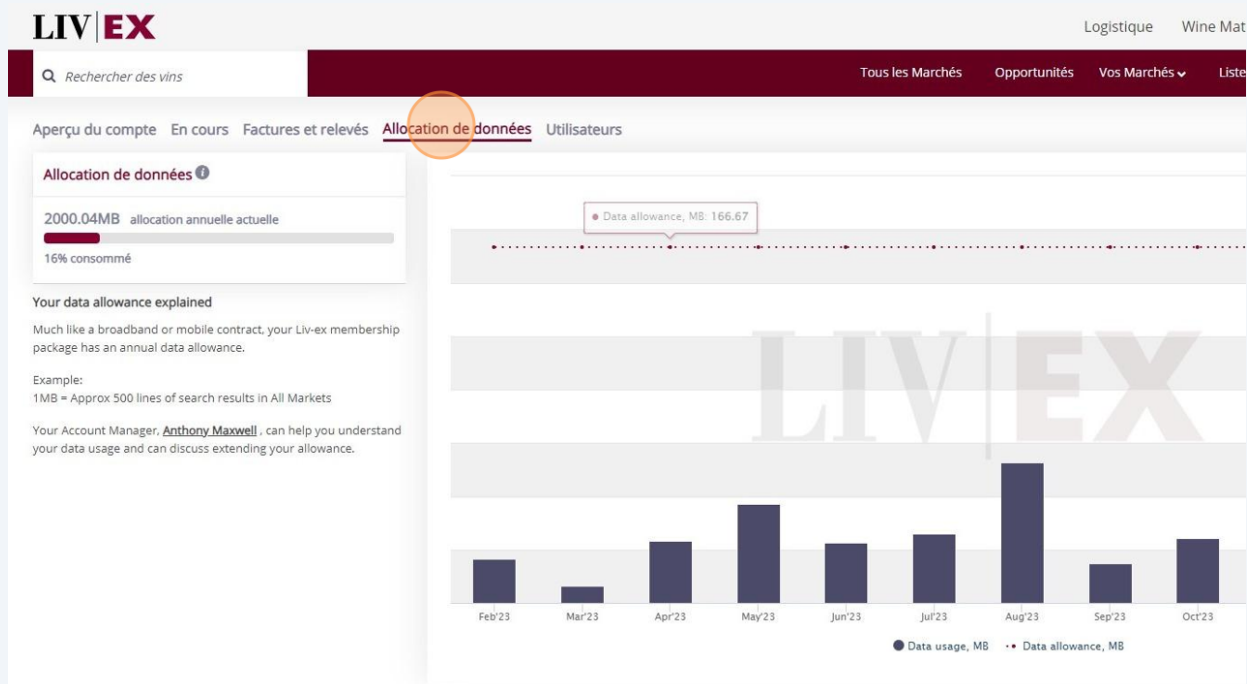 LIV|EX
Logistique Wine Mat
Rechercher des vins
Tous les Marchés Opportunités Vos Marchés Liste
Aperçu du compte En cours Factures et relevés Allocation de données Utilisateurs
Allocation de données
2000.04MB allocation annuelle actuelle
16% consommé
Your data allowance explained
Much like a broadband or mobile contract, your Liv-ex membership
package has an annual data allowance.
Example:
1MB = Approx 500 lines of search results in All Markets
Your Account Manager, Anthony Maxwell , can help you understand
your data usage and can discuss extending your allowance.
Data allowance, MB: 166.67
LIV|EX
Feb'23 Mar'23 Apr'23 May'23 Jun'23 Jul'23 Aug'23 Sep'23 Oct'23
Data usage, MB Data allowance, MB